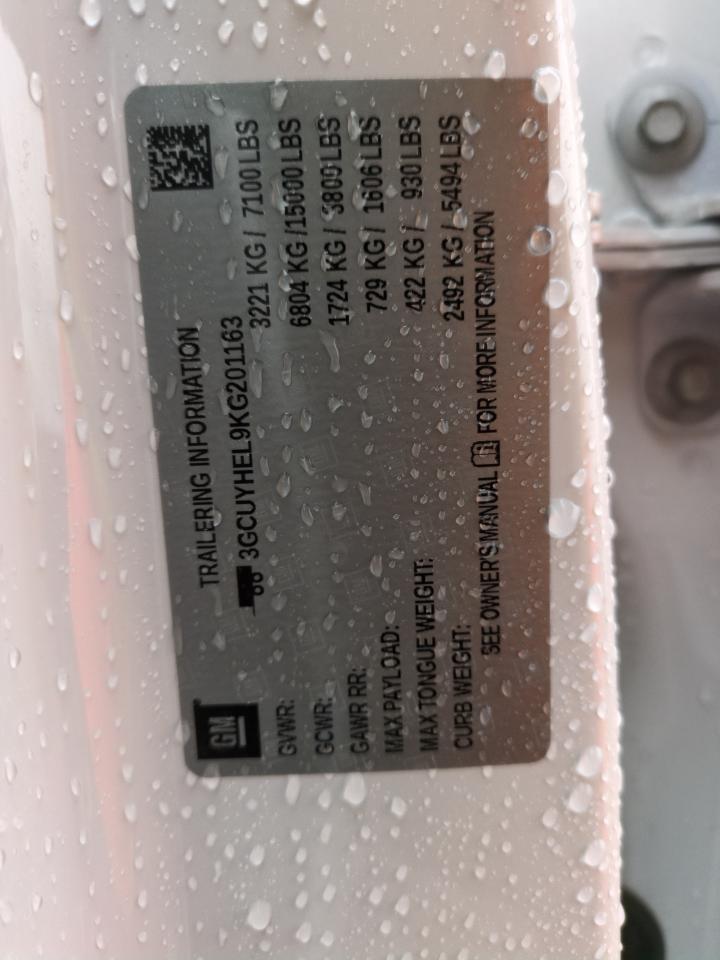 GM
TRAILERING INFORMATION
3GCUYHEL9KG201163
GVWR: 3221 KG / 7100 LBS
GCWR: 6804 KG /15000 LBS
GAWR RR: 1724 KG / 3800 LBS
MAX PAYLOAD: 729 KG / 1606 LBS
MAX TONGUE WEIGHT: 422 KG / 930 LBS
CURB WEIGHT: 2492 KG / 5494 LBS
SEE OWNER'S MANUAL FOR MORE INFORMATION